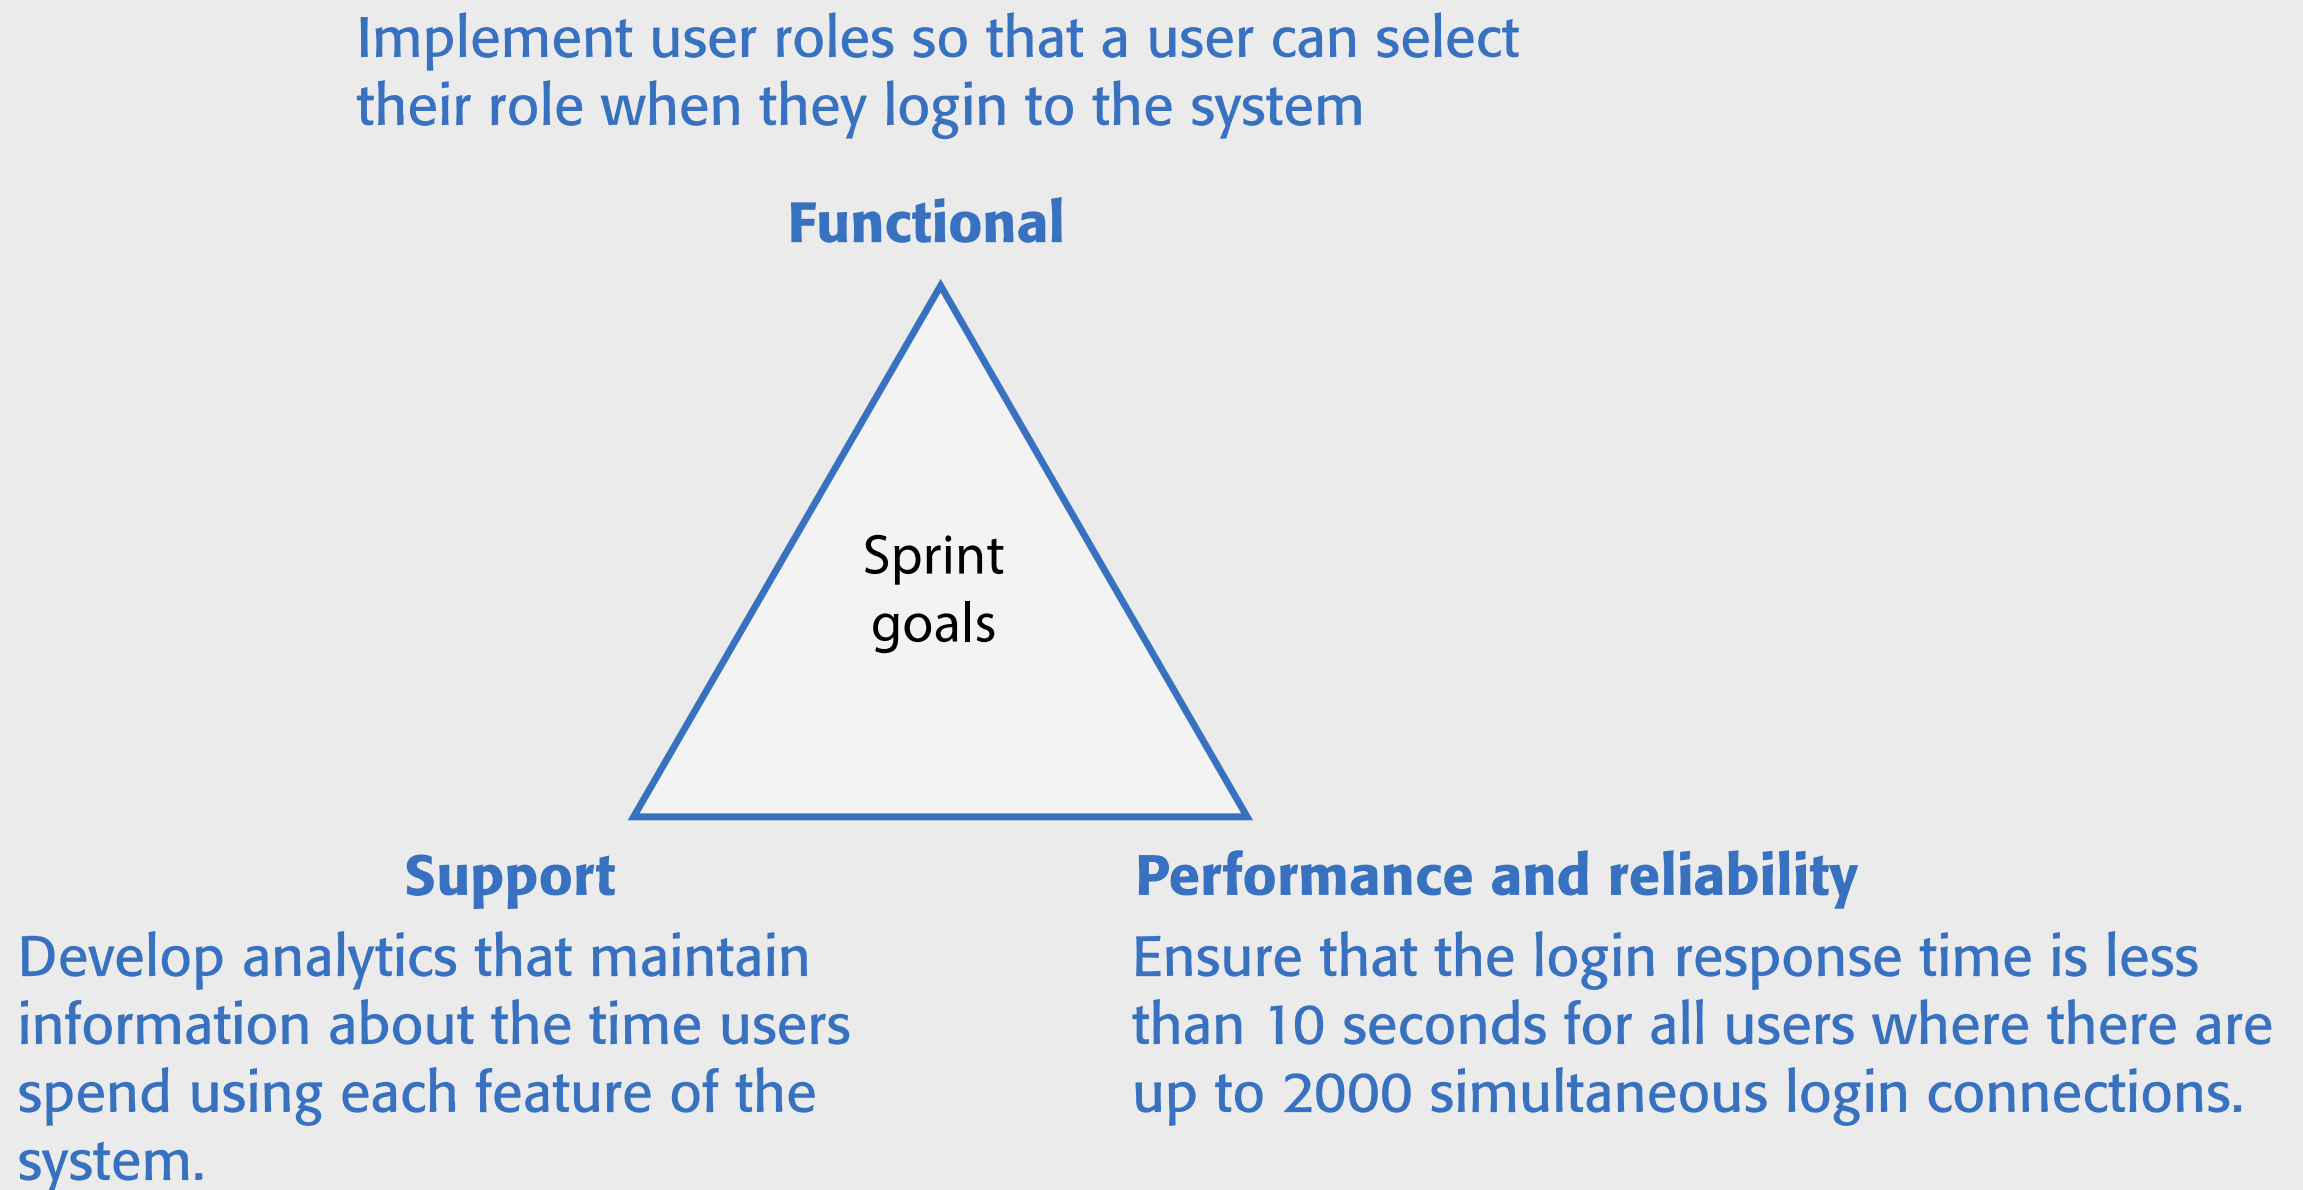 Implement user roles so that a user can select
their role when they login to the system
Functional
Sprint
goals
Support
Develop analytics that maintain
information about the time users
spend using each feature of the
system.
Performance and reliability
Ensure that the login response time is less
than 10 seconds for all users where there are
up to 2000 simultaneous login connections.